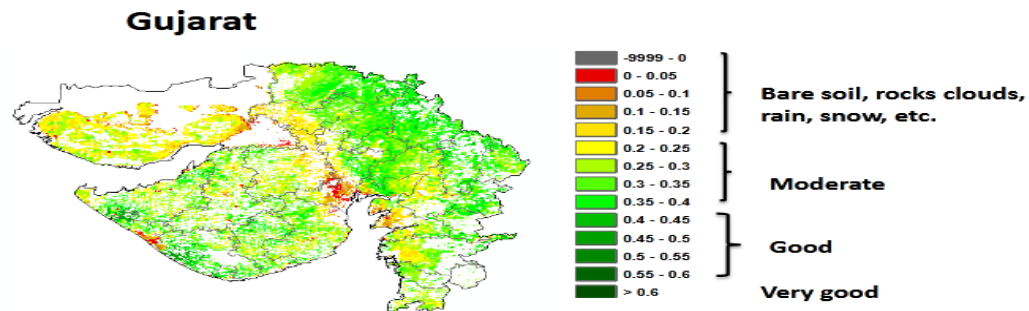 Gujarat
-9999 - 0
0 - 0.05
0.05 - 0.1
0.1 - 0.15
0.15 - 0.2
0.2 - 0.25
0.25 - 0.3
0.3 - 0.35
0.35 - 0.4
0.4 - 0.45
0.45 - 0.5
0.5 - 0.55
0.55 - 0.6
> 0.6
Bare soil, rocks clouds,
rain, snow, etc.
Moderate
Good
Very good